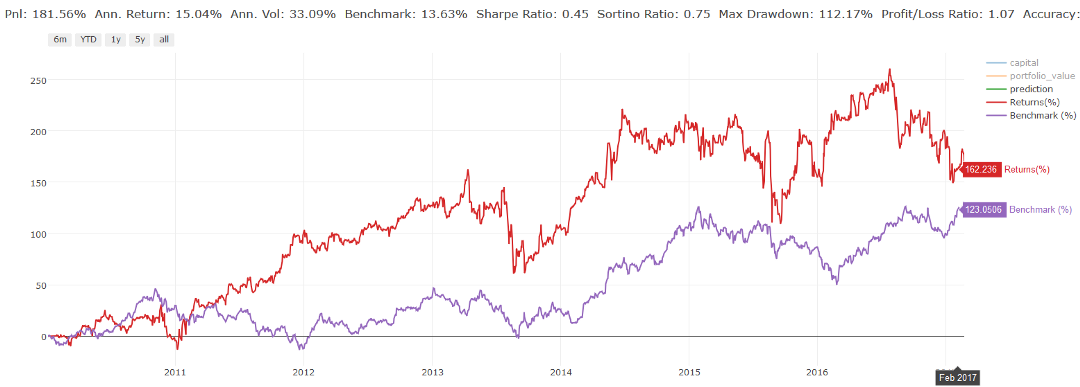 Pnl: 181.56% Ann. Return: 15.04% Ann. Vol: 33.09% Benchmark: 13.63% Sharpe Ratio: 0.45 Sortino Ratio: 0.75 Max Drawdown: 112.17% Profit/Loss Ratio: 1.07 Accuracy:
6m YTD 1y 5y all
capital
portfolio_value
prediction
Returns(%)
Benchmark (%)
250
200
150
100
50
0
162.236 Returns(%)
123.0506 Benchmark (%)
2011 2012 2013 2014 2015 2016
Feb 2017